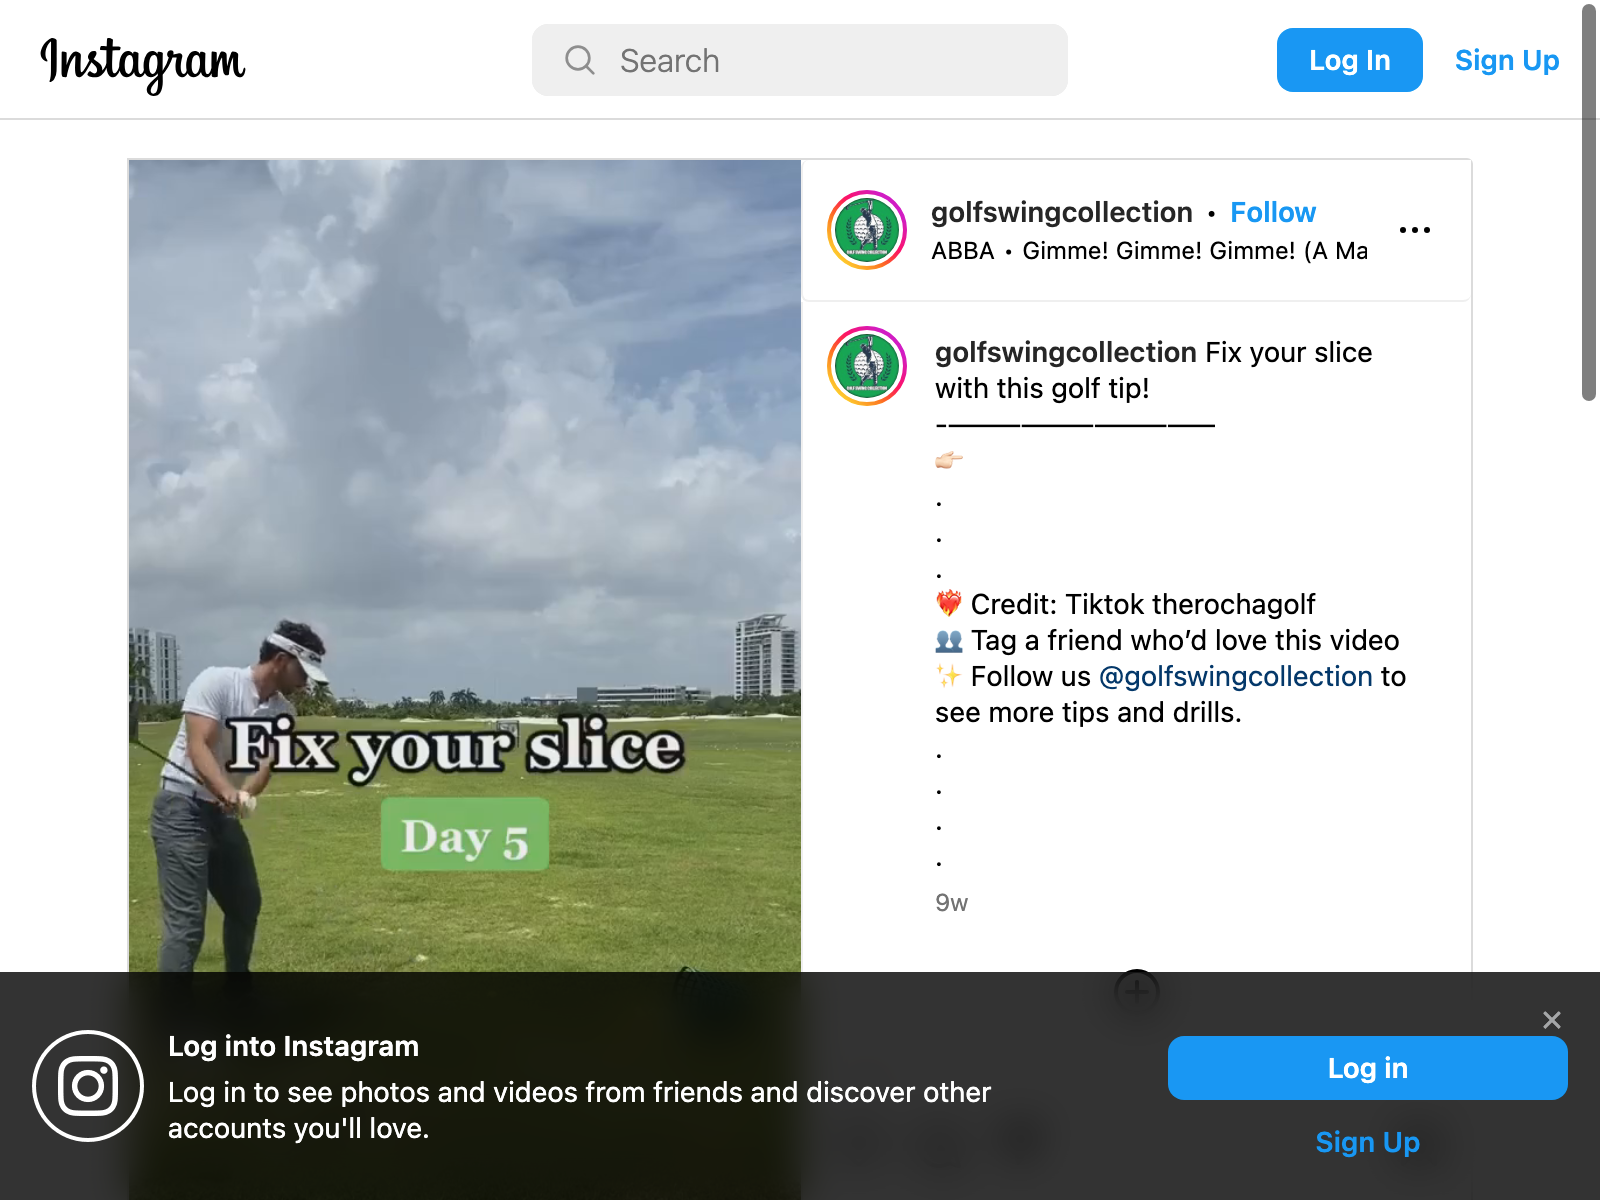 Instagram
Search
Log In
Sign Up
golfswingcollection • Follow
ABBA • Gimme! Gimme! Gimme! (A Ma
golfswingcollection Fix your slice
with this golf tip!
-———————————
👉🏻
.
.
.
❤️‍🔥 Credit: Tiktok therochagolf
👥 Tag a friend who’d love this video
✨ Follow us @golfswingcollection to
see more tips and drills.
.
.
.
.
9w
Fix your slice
Day 5
Log into Instagram
Log in to see photos and videos from friends and discover other
accounts you'll love.
Log in
Sign Up